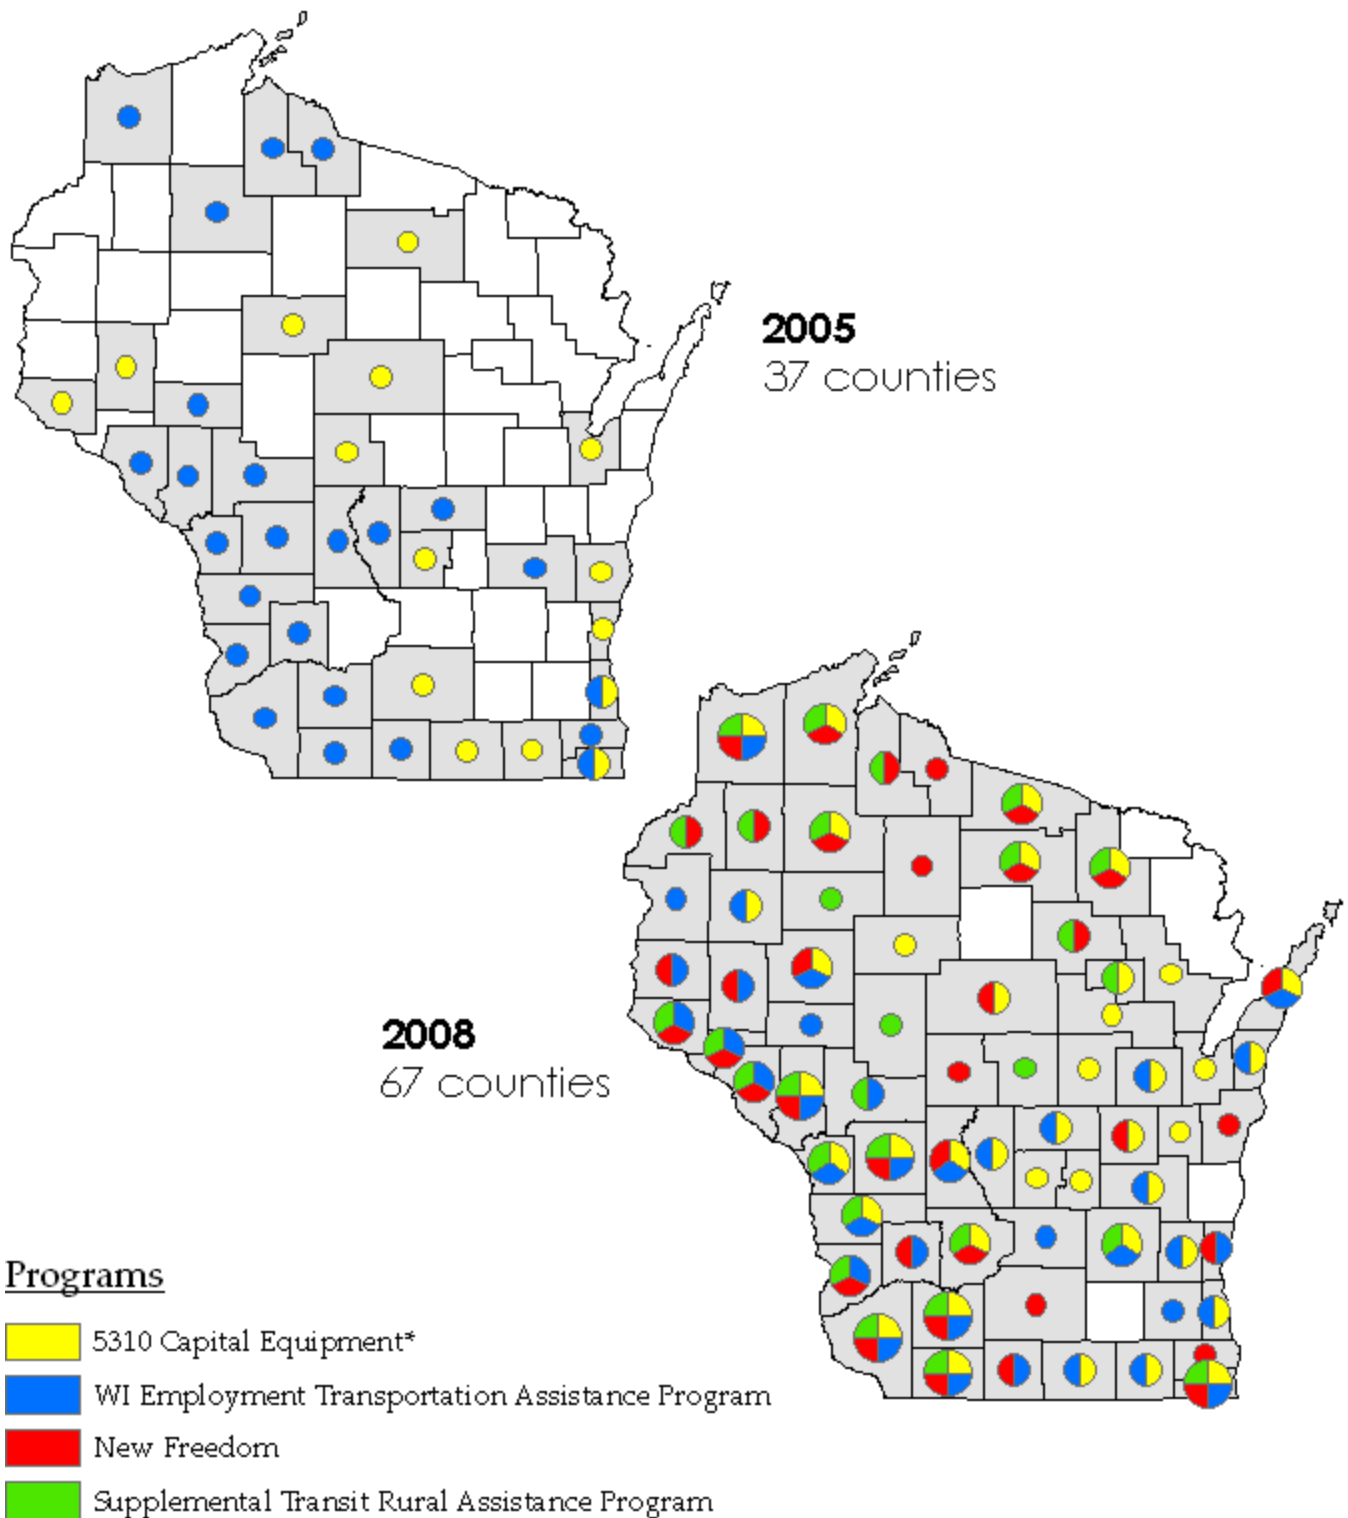 2005
37 counties
2008
67 counties
Programs
5310 Capital Equipment*
WI Employment Transportation Assistance Program
New Freedom
Supplemental Transit Rural Assistance Program